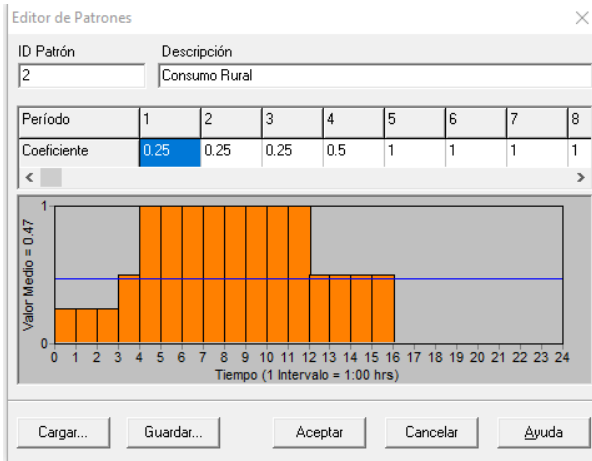 Editor de Patrones
ID Patrón Descripción
2 Consumo Rural
Período 1 2 3 4 5 6 7 8
Coeficiente 0.25 0.25 0.25 0.5 1 1 1 1
Valor Medio = 0.47
1
0
0 1 2 3 4 5 6 7 8 9 10 11 12 13 14 15 16 17 18 19 20 21 22 23 24
Tiempo (1 Intervalo = 1:00 hrs)
Cargar... Guardar... Aceptar Cancelar Ayuda